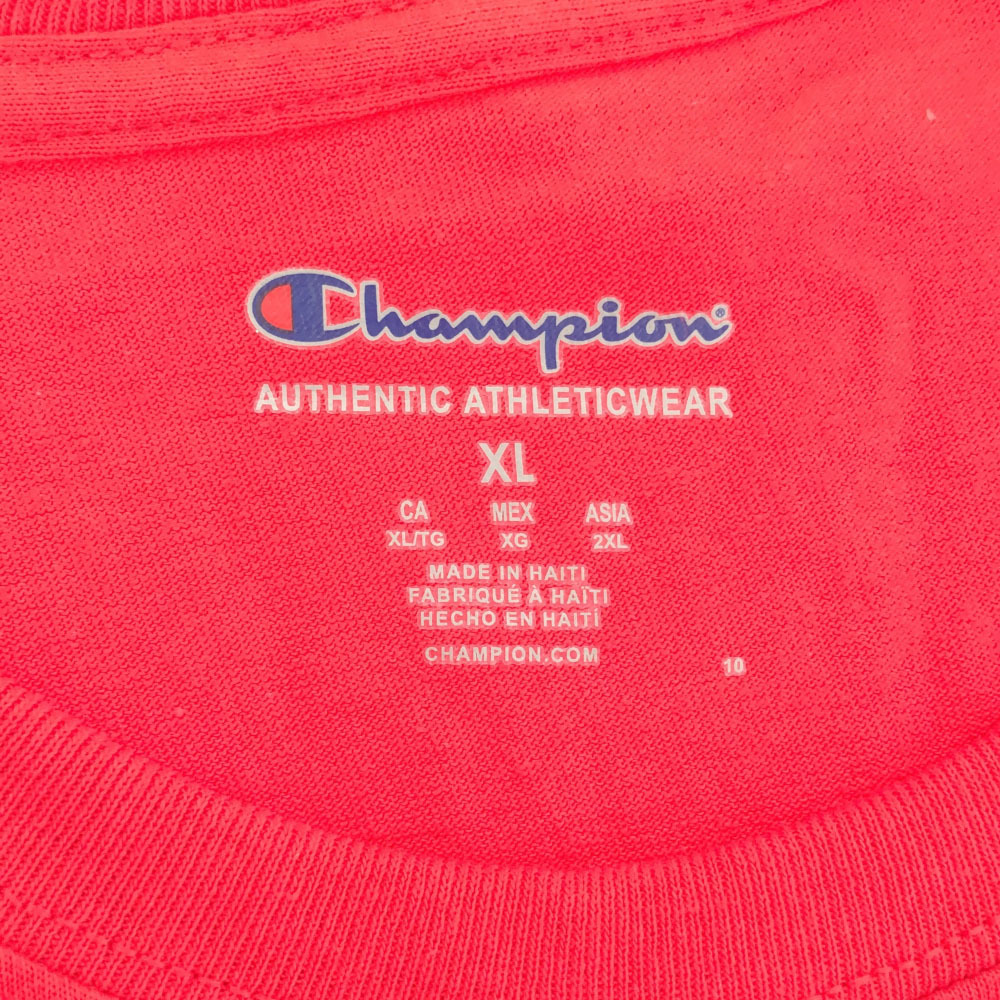 Champion®
AUTHENTIC ATHLETICWEAR
XL
CA MEX ASIA
XL/TG XG 2XL
MADE IN HAITI
FABRIQUÉ À HAÏTI
HECHO EN HAITÍ
CHAMPION.COM
10